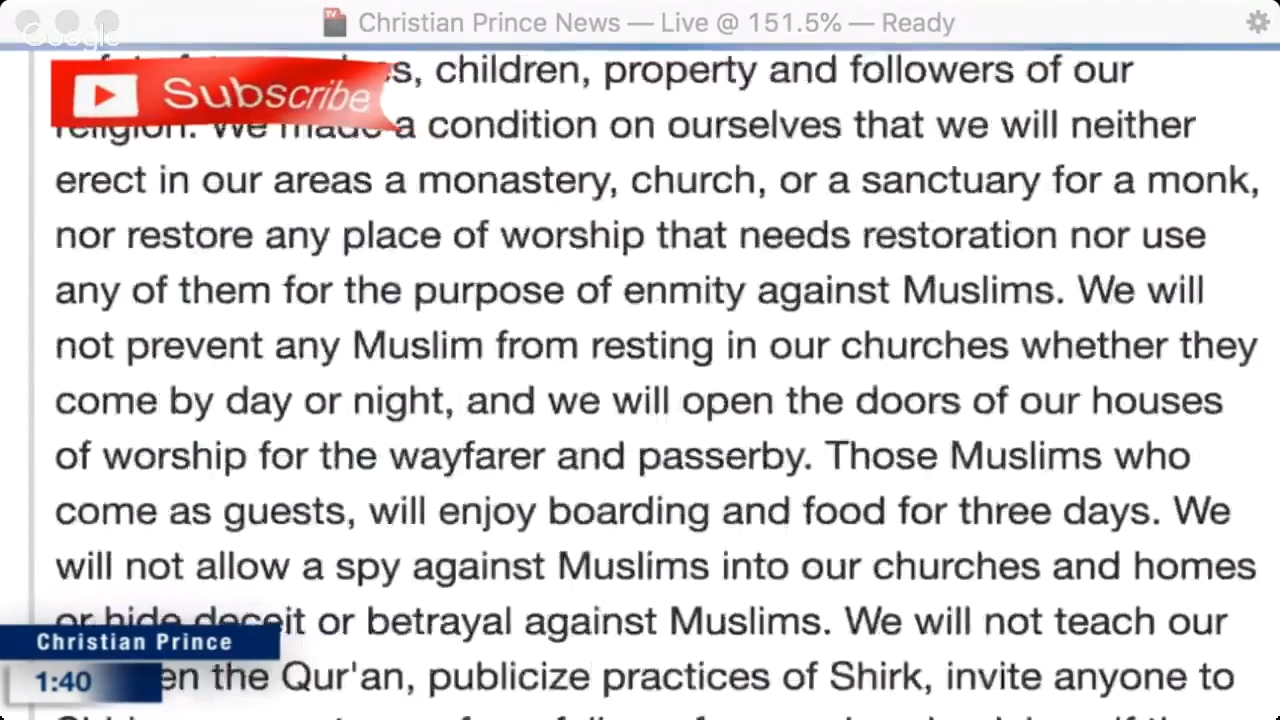 Christian Prince News — Live @ 151.5% — Ready
Google
Subscribe
children, property and followers of our
religion. We made a condition on ourselves that we will neither
erect in our areas a monastery, church, or a sanctuary for a monk,
nor restore any place of worship that needs restoration nor use
any of them for the purpose of enmity against Muslims. We will
not prevent any Muslim from resting in our churches whether they
come by day or night, and we will open the doors of our houses
of worship for the wayfarer and passerby. Those Muslims who
come as guests, will enjoy boarding and food for three days. We
will not allow a spy against Muslims into our churches and homes
or hide deceit or betrayal against Muslims. We will not teach our
Christian Prince
1:40
the Qur'an, publicize practices of Shirk, invite anyone to